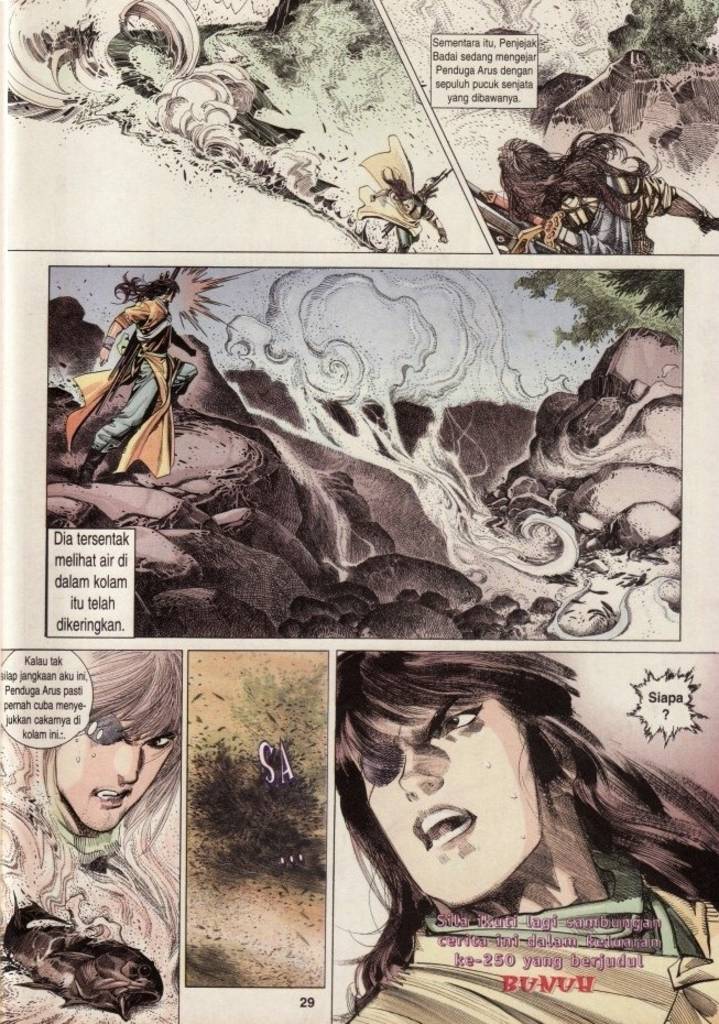 Sementara itu, Penjejak
Badai sedang mengejar
Penduga Arus dengan
sepuluh pucuk senjata
yang dibawanya.
Dia tersentak
melihat air di
dalam kolam
itu telah
dikeringkan.
Kalau tak
silap jangkaan aku ini,
Penduga Arus pasti
pernah cuba menye-
jukkan cakarnya di
kolam ini...
SA
...
Siapa
?
Sila ikuti lagi sambungan
cerita ini dalam keluaran
ke-250 yang berjudul
BUNUH
29